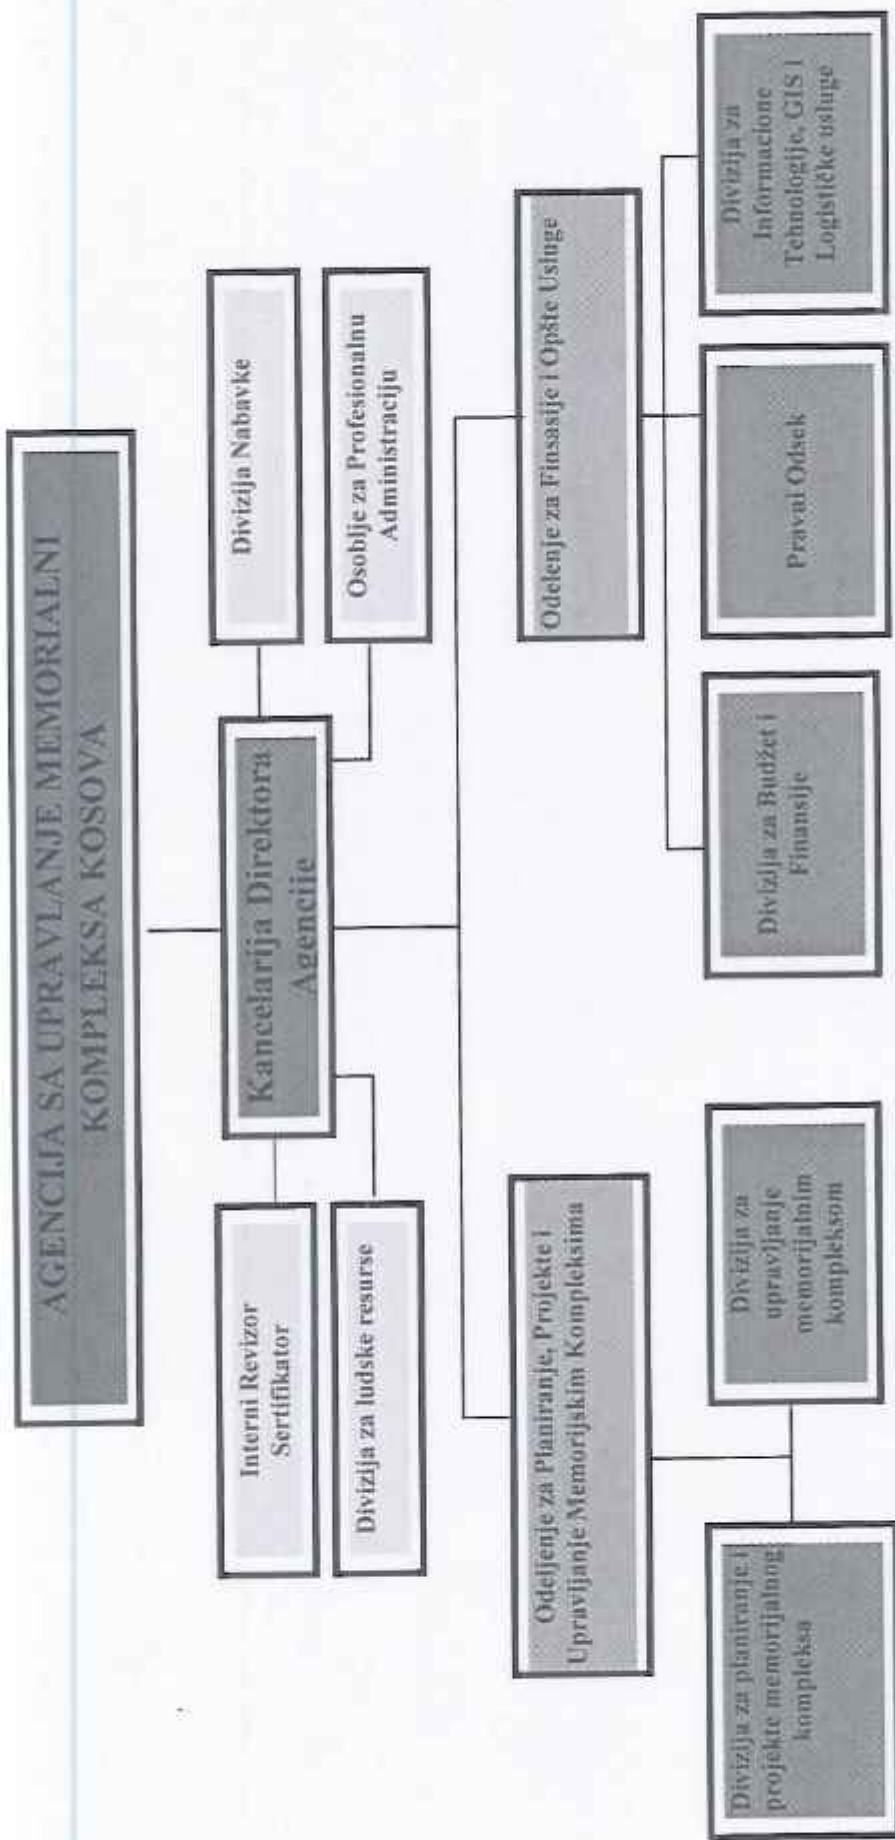 AGENCIJA SA UPRAVLANJE MEMORIALNI
KOMPLEKSA KOSOVA
Kancelarija Direktora
Agencije
Interni Revizor
Sertifikator
Divizija za ludske resurse
Divizija Nabavke
Osoblje za Profesionalnu
Administraciju
Odeljenje za Planiranje, Projekte i
Upravljanje Memorijskim Kompleksima
Odelenje za Finsasije i Opšte Usluge
Divizija za planiranje i
projekte memorijalnog
kompleksa
Divizija za
upravljanje
memorijalnim
kompleksom
Divizija za Budžet i
Finansije
Pravni Odsek
Divizija za
Informacione
Tehnologije, GIS i
Logističke usluge